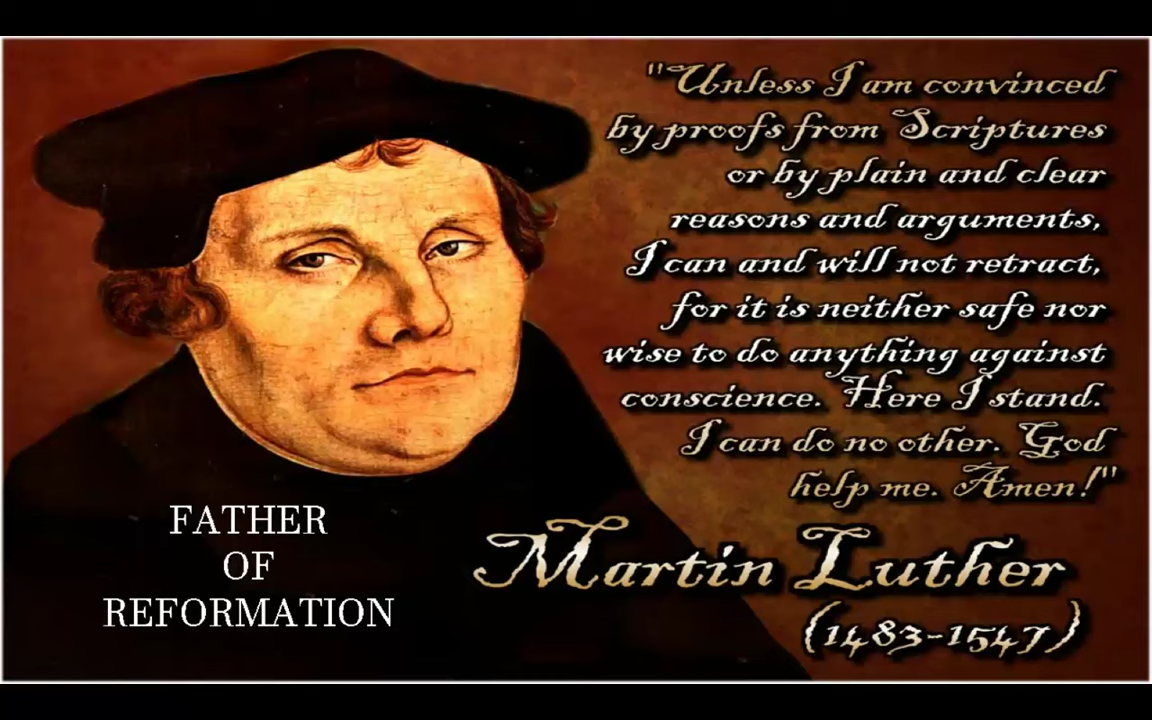 "Unless I am convinced
by proofs from Scriptures
or by plain and clear
reasons and arguments,
I can and will not retract,
for it is neither safe nor
wise to do anything against
conscience. Here I stand.
I can do no other. God
help me. Amen!"
Martin Luther
(1483-1547)
FATHER
OF
REFORMATION